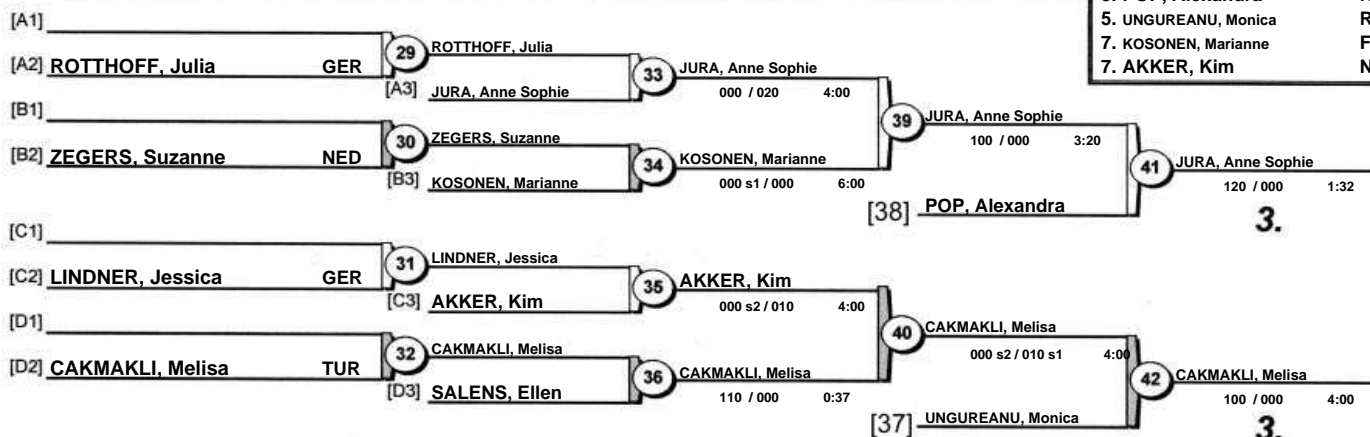 5. UNGUREANU, Monica R
7. KOSONEN, Marianne F
7. AKKER, Kim N
[A1]
[A2] ROTTHOFF, Julia GER
29
ROTTHOFF, Julia
[A3] JURA, Anne Sophie
33
JURA, Anne Sophie
000 / 020 4:00
[B1]
[B2] ZEGERS, Suzanne NED
30
ZEGERS, Suzanne
[B3] KOSONEN, Marianne
34
KOSONEN, Marianne
000 s1 / 000 6:00
39
JURA, Anne Sophie
100 / 000 3:20
[38] POP, Alexandra
41
JURA, Anne Sophie
120 / 000 1:32
3.
[C1]
[C2] LINDNER, Jessica GER
31
LINDNER, Jessica
[C3] AKKER, Kim
35
AKKER, Kim
000 s2 / 010 4:00
[D1]
[D2] CAKMAKLI, Melisa TUR
32
CAKMAKLI, Melisa
[D3] SALENS, Ellen
36
CAKMAKLI, Melisa
110 / 000 0:37
40
CAKMAKLI, Melisa
000 s2 / 010 s1 4:00
[37] UNGUREANU, Monica
42
CAKMAKLI, Melisa
100 / 000 4:00
3.